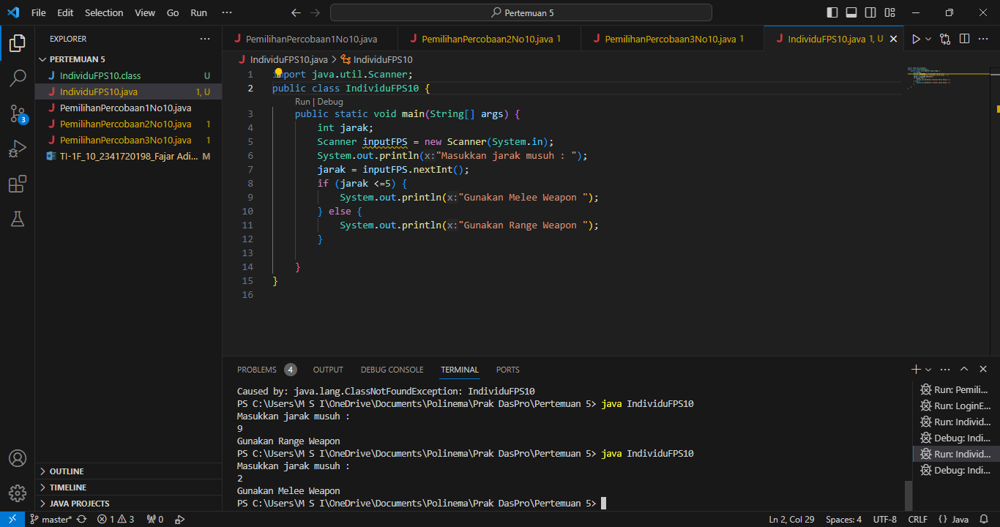 File Edit Selection View Go Run ··· Pertemuan 5
EXPLORER ···
PERTEMUAN 5
J IndividuFPS10.class U
J IndividuFPS10.java 1, U
J PemilihanPercobaan1No10.java
J PemilihanPercobaan2No10.java 1
J PemilihanPercobaan3No10.java 1
TI-1F_10_2341720198_Fajar Adi... M
3
OUTLINE
TIMELINE
JAVA PROJECTS
J PemilihanPercobaan1No10.java J PemilihanPercobaan2No10.java 1 J PemilihanPercobaan3No10.java 1 J IndividuFPS10.java 1, U ···
J IndividuFPS10.java > IndividuFPS10
1 import java.util.Scanner;
2 public class IndividuFPS10 {
Run | Debug
3 public static void main(String[] args) {
4 int jarak;
5 Scanner inputFPS = new Scanner(System.in);
6 System.out.println(x:"Masukkan jarak musuh : ");
7 jarak = inputFPS.nextInt();
8 if (jarak <=5) {
9 System.out.println(x:"Gunakan Melee Weapon ");
10 } else {
11 System.out.println(x:"Gunakan Range Weapon ");
12 }
13
14 }
15 }
16
PROBLEMS 4 OUTPUT DEBUG CONSOLE TERMINAL PORTS ···
Caused by: java.lang.ClassNotFoundException: IndividuFPS10
PS C:\Users\M S I\OneDrive\Documents\Polinema\Prak DasPro\Pertemuan 5> java IndividuFPS10
Masukkan jarak musuh :
9
Gunakan Range Weapon
PS C:\Users\M S I\OneDrive\Documents\Polinema\Prak DasPro\Pertemuan 5> java IndividuFPS10
Masukkan jarak musuh :
2
Gunakan Melee Weapon
PS C:\Users\M S I\OneDrive\Documents\Polinema\Prak DasPro\Pertemuan 5>
Run: Pemili...
Run: LoginE...
Run: Individ...
Debug: Indi...
Run: Individ...
Debug: Indi...
master* 1 3 0 Ln 2, Col 29 Spaces: 4 UTF-8 CRLF {} Java